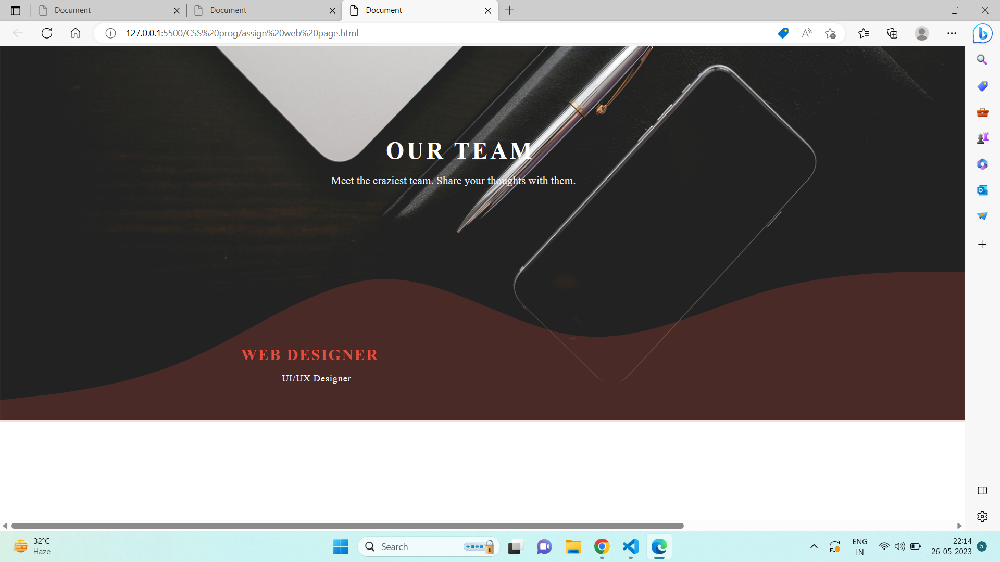 Document
Document
Document
127.0.0.1:5500/CSS%20prog/assign%20web%20page.html
OUR TEAM
Meet the craziest team. Share your thoughts with them.
WEB DESIGNER
UI/UX Designer
32°C
Haze
Search
ENG
IN
22:14
26-05-2023
5